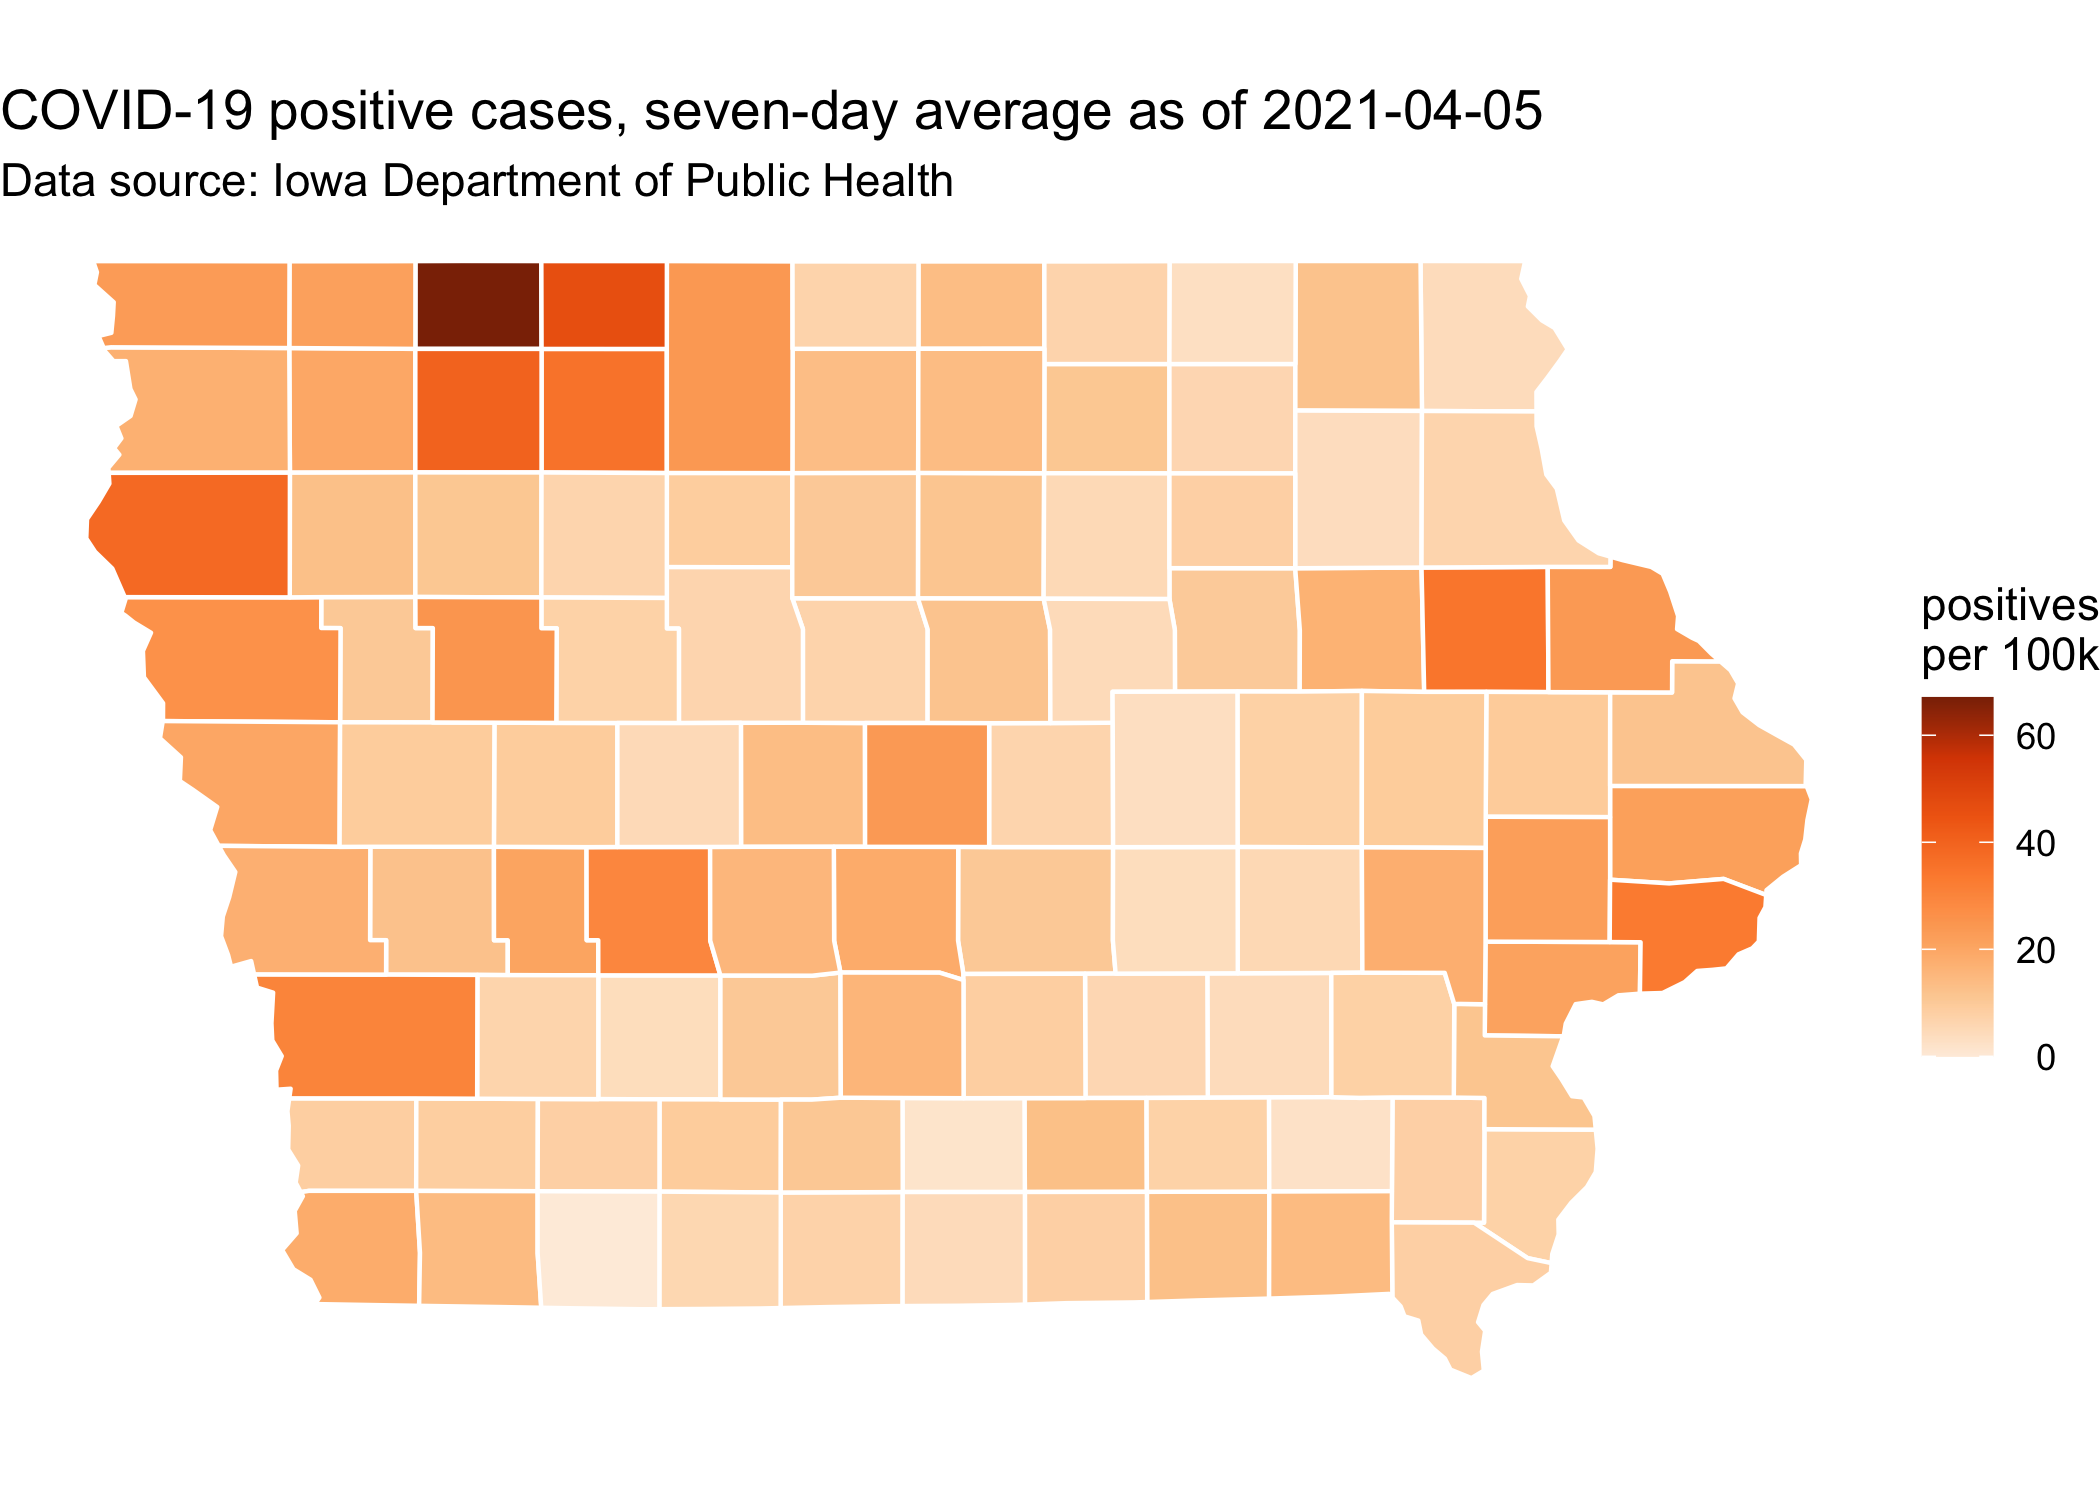 COVID-19 positive cases, seven-day average as of 2021-04-05
Data source: Iowa Department of Public Health
positives
per 100k
60
40
20
0